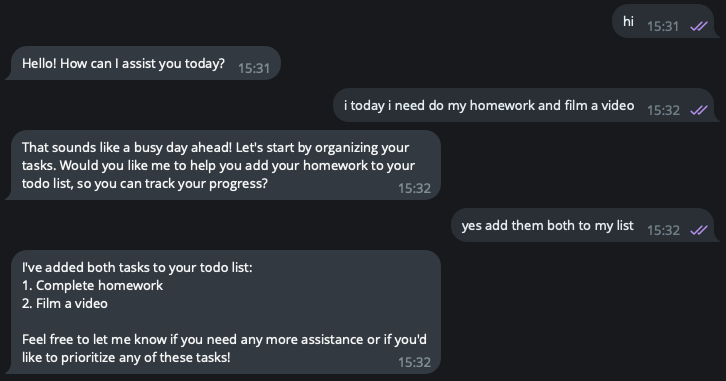 hi 15:31
Hello! How can I assist you today? 15:31
i today i need do my homework and film a video 15:32
That sounds like a busy day ahead! Let's start by organizing your
tasks. Would you like me to help you add your homework to your
todo list, so you can track your progress? 15:32
yes add them both to my list 15:32
I've added both tasks to your todo list:
1. Complete homework
2. Film a video
Feel free to let me know if you need any more assistance or if you'd
like to prioritize any of these tasks! 15:32